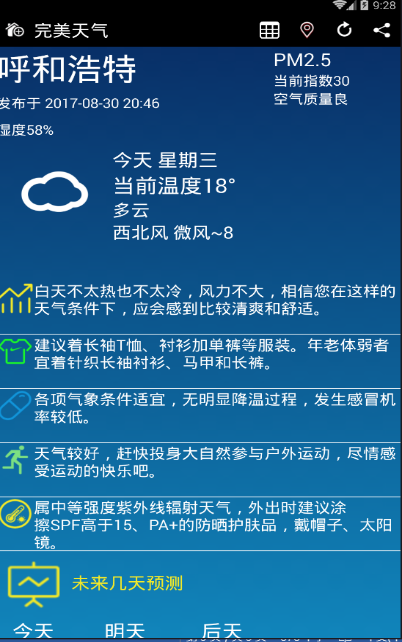 9:28
完美天气
呼和浩特
PM2.5
当前指数30
空气质量良
发布于 2017-08-30 20:46
湿度58%
今天 星期三
当前温度18°
多云
西北风 微风~8
白天不太热也不太冷，风力不大，相信您在这样的
天气条件下，应会感到比较清爽和舒适。
建议着长袖T恤、衬衫加单裤等服装。年老体弱者
宜着针织长袖衬衫、马甲和长裤。
各项气象条件适宜，无明显降温过程，发生感冒机
率较低。
天气较好，赶快投身大自然参与户外运动，尽情感
受运动的快乐吧。
属中等强度紫外线辐射天气，外出时建议涂
擦SPF高于15、PA+的防晒护肤品，戴帽子、太阳
镜。
未来几天预测
今天 明天 后天